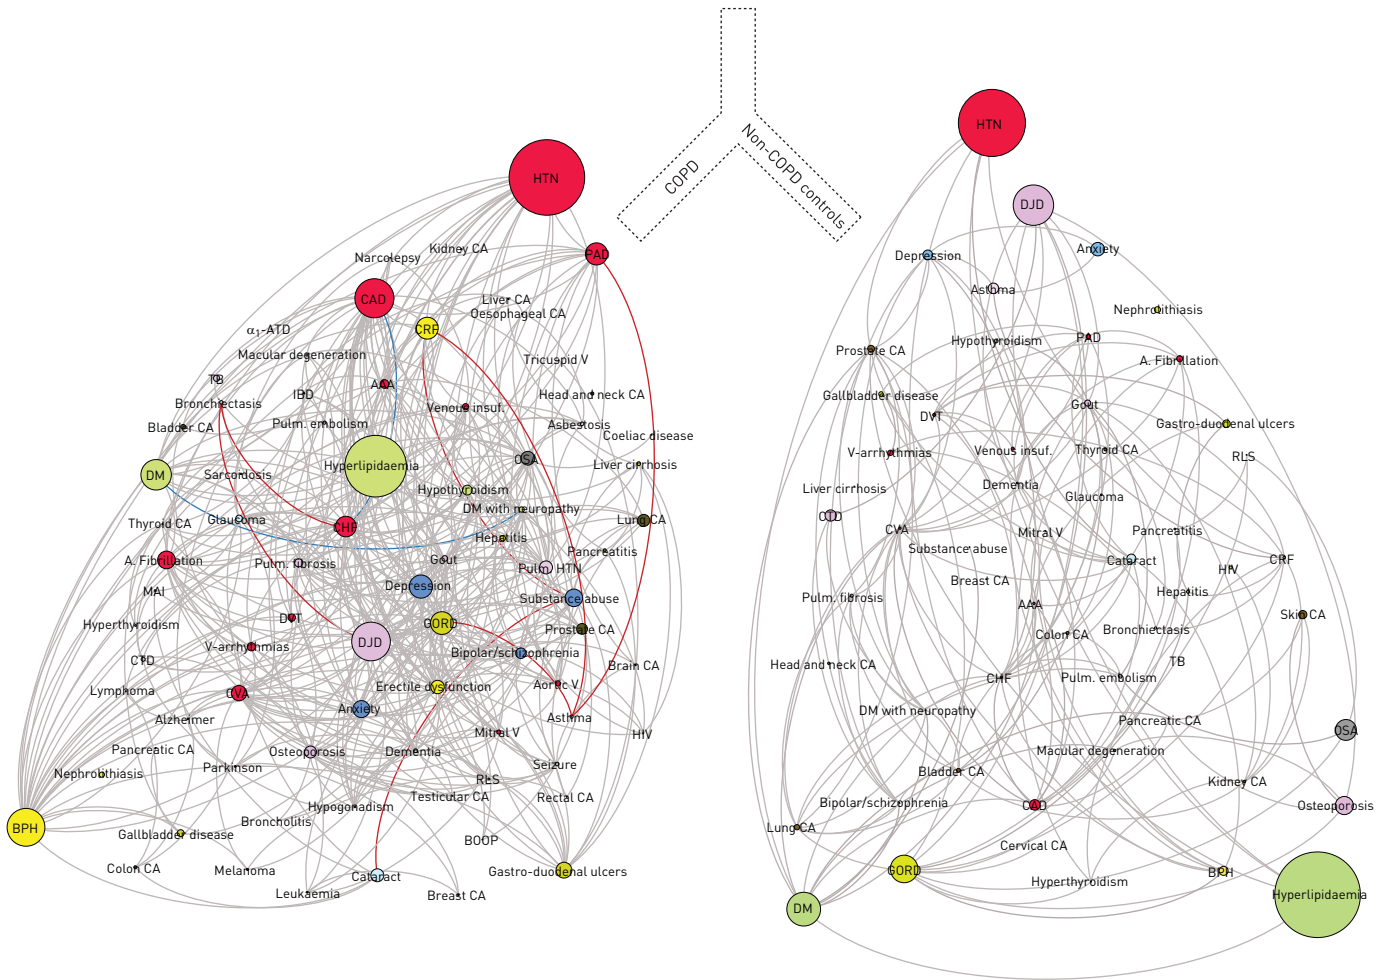 COPD
Non-COPD controls
HTN
Kidney CA
PAD
Narcolepsy
CAD
Liver CA
Oesophageal CA
CRF
α1-ATD
Macular degeneration
Tricuspid V
TB
AAA
IBD
Head and neck CA
Bronchiectasis
Venous insuf.
Bladder CA
Pulm. embolism
Asbestosis
Coeliac disease
Hyperlipidaemia
OSA
Liver cirrhosis
DM
Sarcoidosis
Hypothyroidism
DM with neuropathy
Thyroid CA
Glaucoma
CHF
Lung CA
Hepatitis
Pancreatitis
A. Fibrillation
Pulm. fibrosis
Gout
Pulm. HTN
Depression
MAI
Substance abuse
Hyperthyroidism
DVT
GORD
Prostate CA
V-arrhythmias
DJD
Bipolar/schizophrenia
CTD
Brain CA
Lymphoma
CVA
Erectile dysfunction
Aortic V
Anxiety
Alzheimer
Asthma
Mitral V
HIV
Pancreatic CA
Osteoporosis
Dementia
Nephrolithiasis
Parkinson
Seizure
RLS
Testicular CA
Rectal CA
Hypogonadism
BPH
Bronchiolitis
Gallbladder disease
BOOP
Colon CA
Melanoma
Cataract
Gastro-duodenal ulcers
Leukaemia
Breast CA
HTN
DJD
Depression
Anxiety
Asthma
Nephrolithiasis
Prostate CA
Hypothyroidism
PAD
A. Fibrillation
Gallbladder disease
DVT
Gout
Gastro-duodenal ulcers
V-arrhythmias
Venous insuf.
Thyroid CA
RLS
Liver cirrhosis
Dementia
Glaucoma
CTD
CVA
Mitral V
Pancreatitis
Substance abuse
Cataract
CRF
HIV
Breast CA
Pulm. fibrosis
AAA
Hepatitis
Skin CA
Colon CA
Bronchiectasis
Head and neck CA
TB
CHF
Pulm. embolism
DM with neuropathy
Pancreatic CA
OSA
Macular degeneration
Bladder CA
Kidney CA
Bipolar/schizophrenia
CAD
Osteoporosis
Lung CA
Cervical CA
GORD
Hyperthyroidism
BPH
DM
Hyperlipidaemia